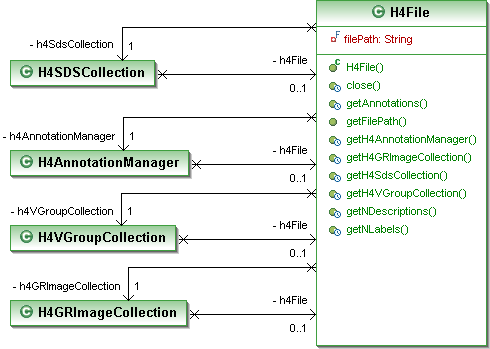 H4File
filePath: String
H4File()
close()
getAnnotations()
getFilePath()
getH4AnnotationManager()
getH4GRImageCollection()
getH4SdsCollection()
getH4VGroupCollection()
getNDescriptions()
getNLabels()
- h4SdsCollection 1
- h4File
H4SDSCollection
0..1
- h4AnnotationManager 1
- h4File
H4AnnotationManager
0..1
- h4VGroupCollection 1
- h4File
H4VGroupCollection
0..1
- h4GRImageCollection 1
- h4File
H4GRImageCollection
0..1